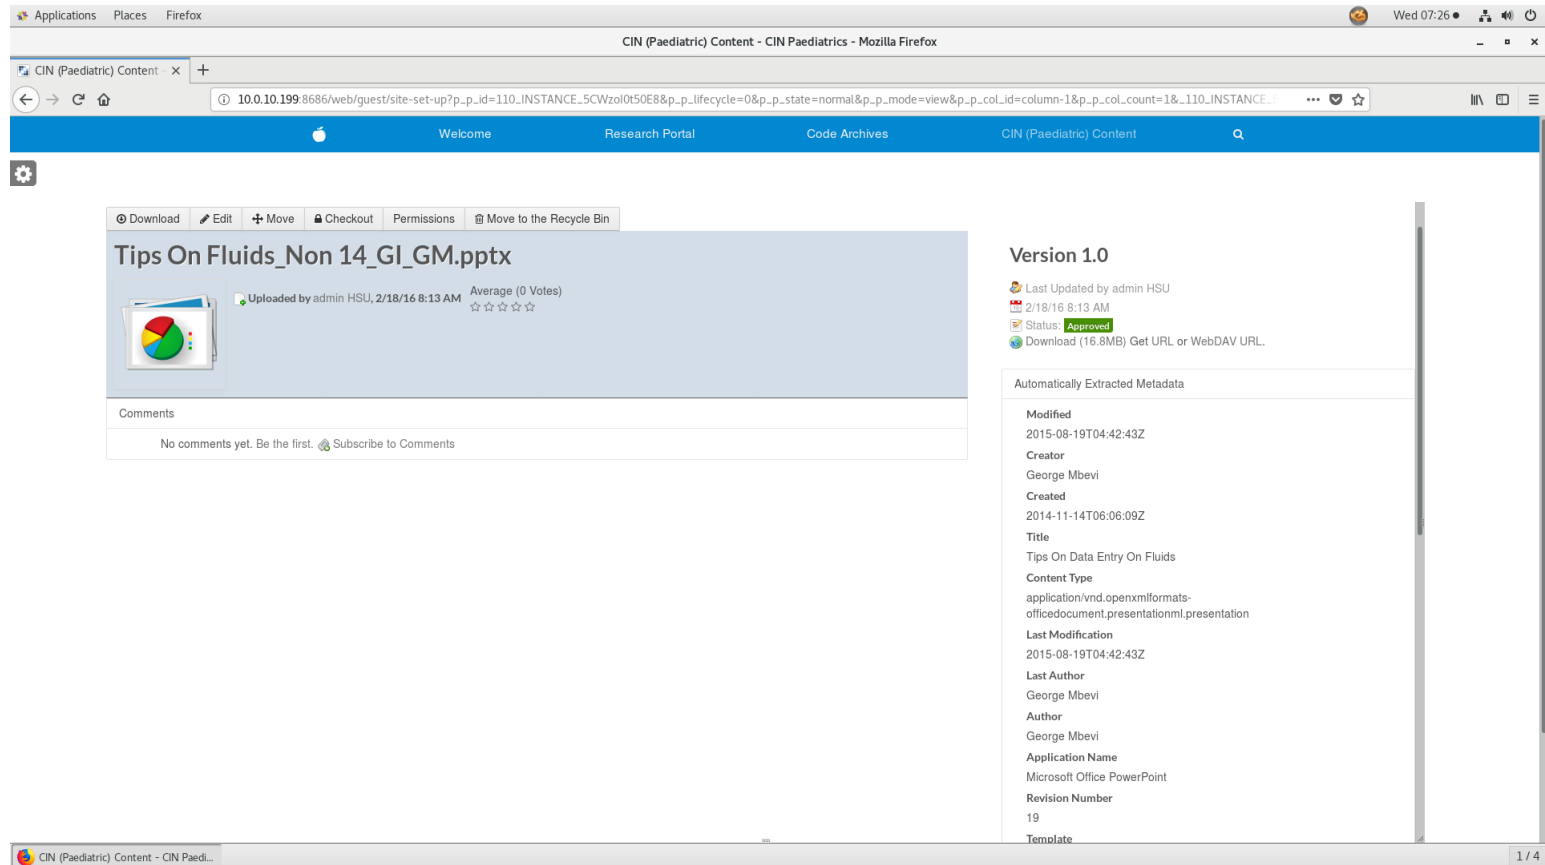 Applications Places Firefox Wed 07:26
CIN (Paediatric) Content - CIN Paediatrics - Mozilla Firefox
CIN (Paediatric) Content -
10.0.10.199:8686/web/guest/site-set-up?p_p_id=110_INSTANCE_5CWzoI0t50E8&p_p_lifecycle=0&p_p_state=normal&p_p_mode=view&p_p_col_id=column-1&p_p_col_count=1&_110_INSTANCE_
Welcome Research Portal Code Archives CIN (Paediatric) Content
Download Edit Move Checkout Permissions Move to the Recycle Bin
Tips On Fluids_Non 14_GI_GM.pptx
Uploaded by admin HSU, 2/18/16 8:13 AM
Average (0 Votes)
Comments
No comments yet. Be the first. Subscribe to Comments
Version 1.0
Last Updated by admin HSU
2/18/16 8:13 AM
Status: Approved
Download (16.8MB) Get URL or WebDAV URL.
Automatically Extracted Metadata
Modified
2015-08-19T04:42:43Z
Creator
George Mbevi
Created
2014-11-14T06:06:09Z
Title
Tips On Data Entry On Fluids
Content Type
application/vnd.openxmlformats-
officedocument.presentationml.presentation
Last Modification
2015-08-19T04:42:43Z
Last Author
George Mbevi
Author
George Mbevi
Application Name
Microsoft Office PowerPoint
Revision Number
19
Template
CIN (Paediatric) Content - CIN Paedi...
1 / 4